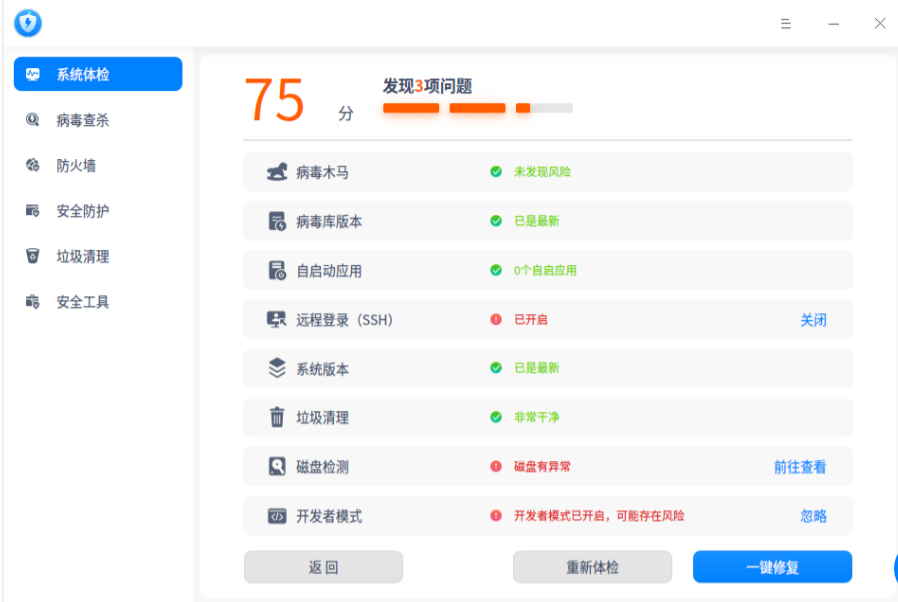 系统体检
病毒查杀
防火墙
安全防护
垃圾清理
安全工具
75 分
发现3项问题
病毒木马 未发现风险
病毒库版本 已是最新
自启动应用 0个自启应用
远程登录（SSH） 已开启 关闭
系统版本 已是最新
垃圾清理 非常干净
磁盘检测 磁盘有异常 前往查看
开发者模式 开发者模式已开启，可能存在风险 忽略
返回 重新体检 一键修复